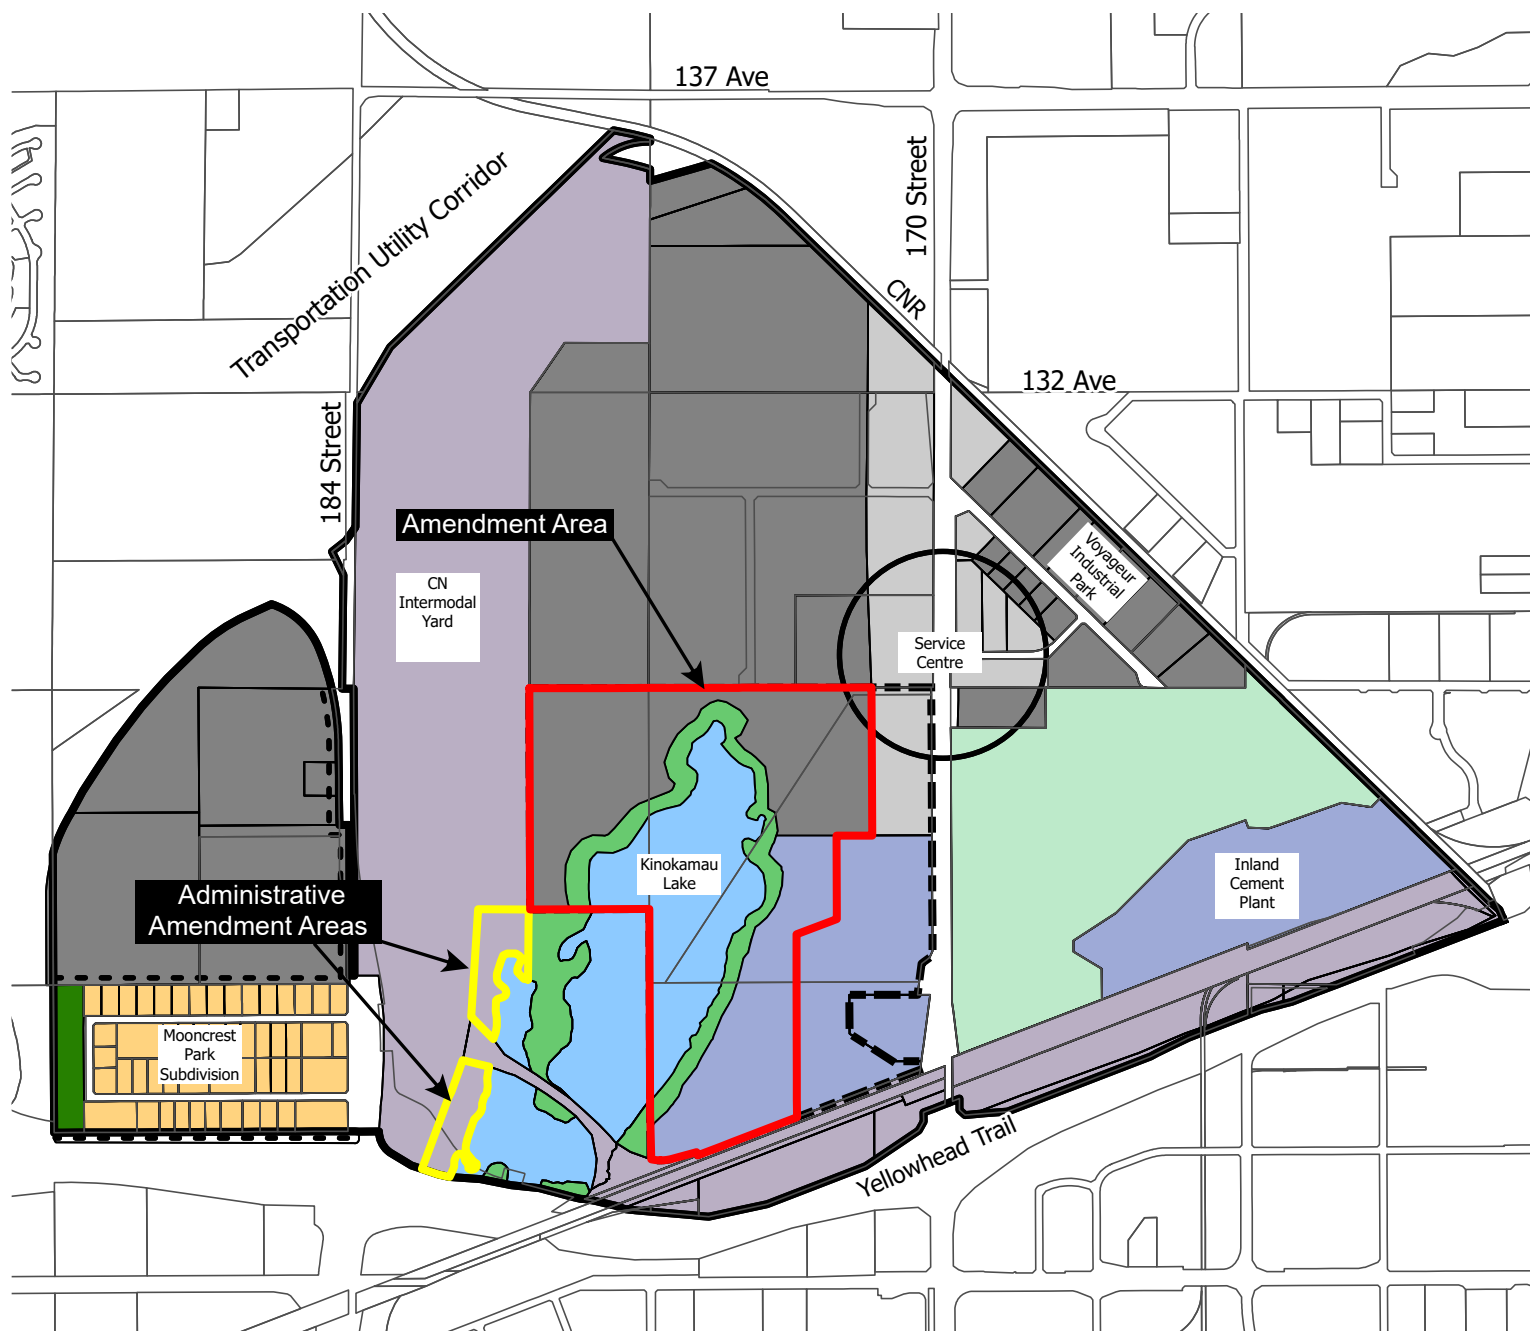 137 Ave
Transportation Utility Corridor
170 Street
CNR
132 Ave
184 Street
Amendment Area
CN
Intermodal
Yard
Voyageur
Industrial
Park
Service
Centre
Kinokamau
Lake
Inland
Cement
Plant
Administrative
Amendment Areas
Mooncrest
Park
Subdivision
Yellowhead Trail